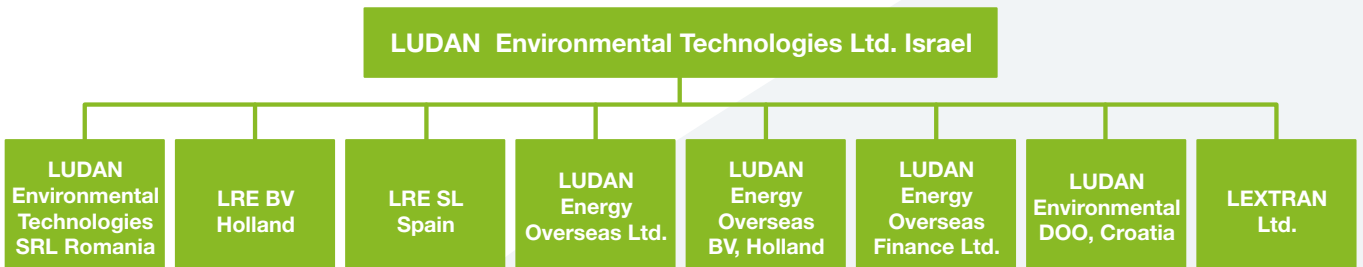 LUDAN Environmental Technologies Ltd. Israel
LUDAN
Environmental
Technologies
SRL Romania
LRE BV
Holland
LRE SL
Spain
LUDAN
Energy
Overseas Ltd.
LUDAN
Energy
Overseas
BV, Holland
LUDAN
Energy
Overseas
Finance Ltd.
LUDAN
Environmental
DOO, Croatia
LEXTRAN
Ltd.